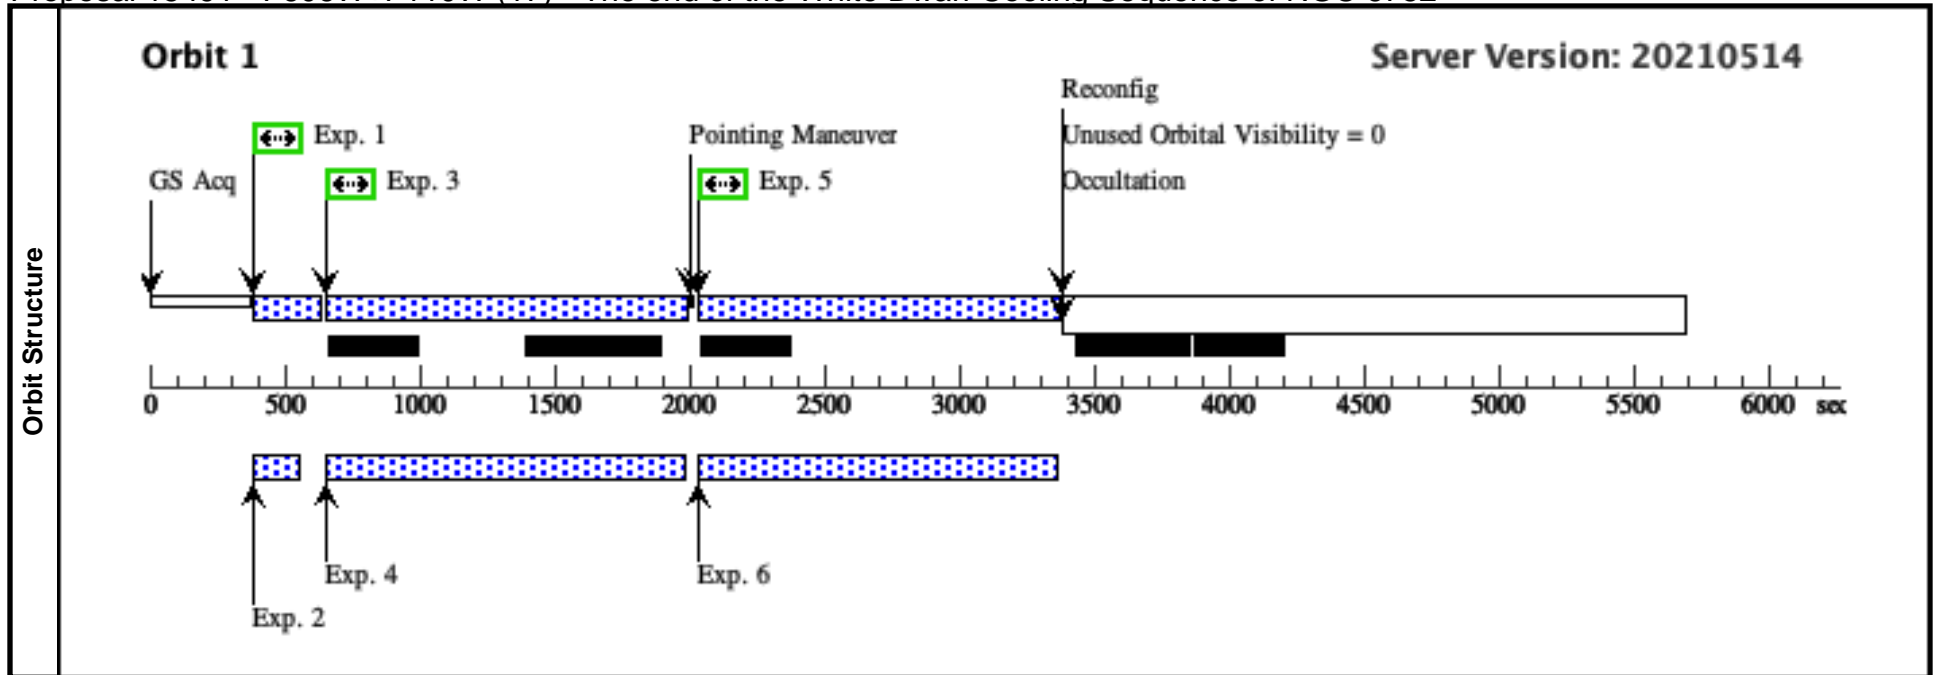 Orbit 1
Server Version: 20210514
Reconfig
Exp. 1
Pointing Maneuver
Unused Orbital Visibility = 0
GS Acq
Exp. 3
Exp. 5
Occultation
Orbit Structure
0 500 1000 1500 2000 2500 3000 3500 4000 4500 5000 5500 6000 sec
Exp. 4
Exp. 6
Exp. 2